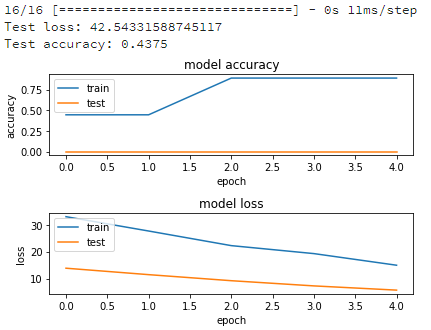 16/16 [==============================] - 0s 11ms/step
Test loss: 42.54331588745117
Test accuracy: 0.4375
model accuracy
train
test
accuracy
0.75
0.50
0.25
0.00
0.0 0.5 1.0 1.5 2.0 2.5 3.0 3.5 4.0
epoch
model loss
train
test
loss
30
20
10
0.0 0.5 1.0 1.5 2.0 2.5 3.0 3.5 4.0
epoch